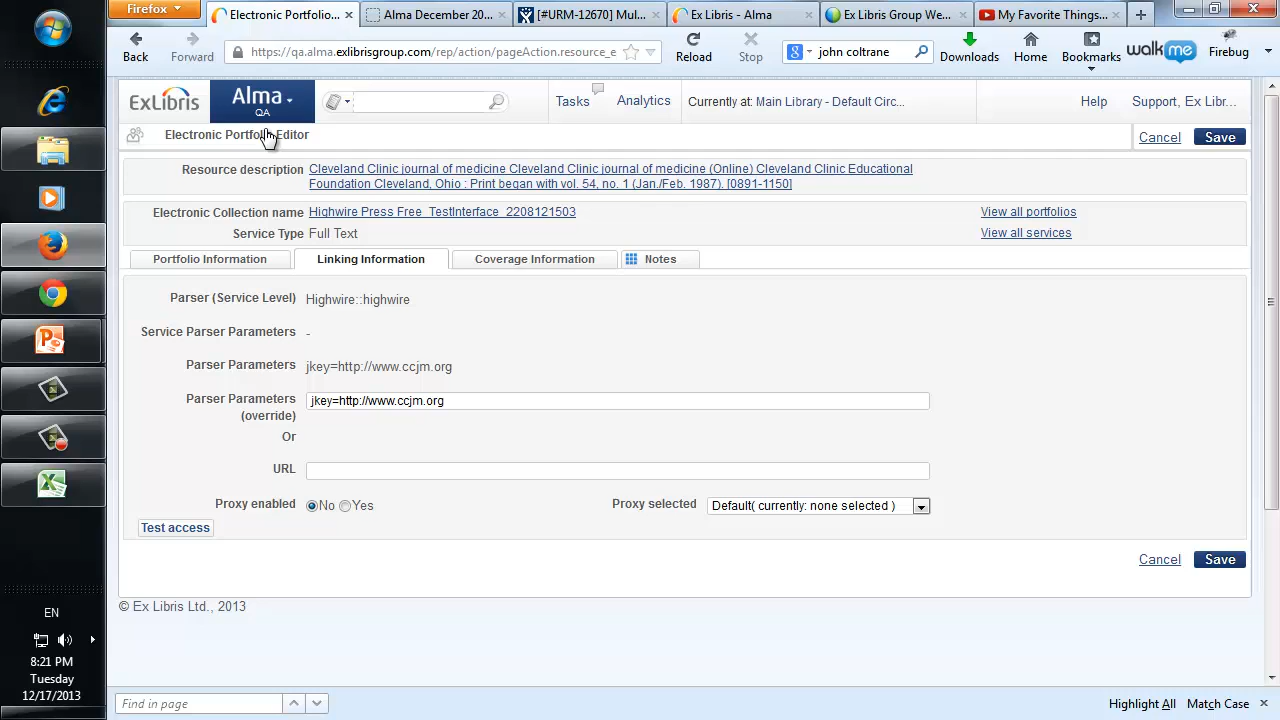 Firefox
Electronic Portfolio...
Alma December 20...
[#URM-12670] Mul...
Ex Libris - Alma
Ex Libris Group We...
My Favorite Things...
Back
Forward
https://qa.alma.exlibrisgroup.com/rep/action/pageAction.resource_e
Reload
Stop
john coltrane
Downloads
Home
Bookmarks
walkme
Firebug
ExLibris
Alma
QA
Tasks
Analytics
Help
Support, Ex Libr...
Electronic Portfolio Editor
Cancel
Save
Resource description
Cleveland Clinic journal of medicine Cleveland Clinic journal of medicine (Online) Cleveland Clinic Educational
Foundation Cleveland, Ohio : Print began with vol. 54, no. 1 (Jan./Feb. 1987). [0891-1150]
Electronic Collection name
Highwire Press Free_TestInterface_2208121503
View all portfolios
Service Type
Full Text
View all services
Portfolio Information
Linking Information
Coverage Information
Notes
Parser (Service Level)
Highwire::highwire
Service Parser Parameters
-
Parser Parameters
jkey=http://www.ccjm.org
Parser Parameters
(override)
jkey=http://www.ccjm.org
Or
URL
Proxy enabled
No
Yes
Proxy selected
Default( currently: none selected )
Test access
Cancel
Save
© Ex Libris Ltd., 2013
EN
8:21 PM
Tuesday
12/17/2013
Find in page
Highlight All
Match Case